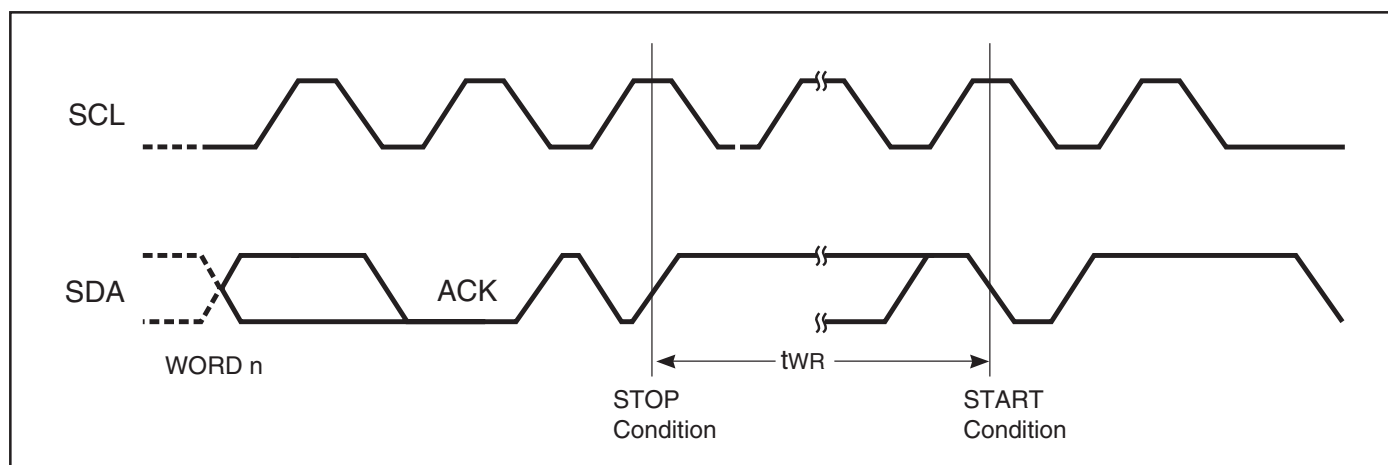 SCL
SDA
ACK
WORD n
tWR
STOP
Condition
START
Condition